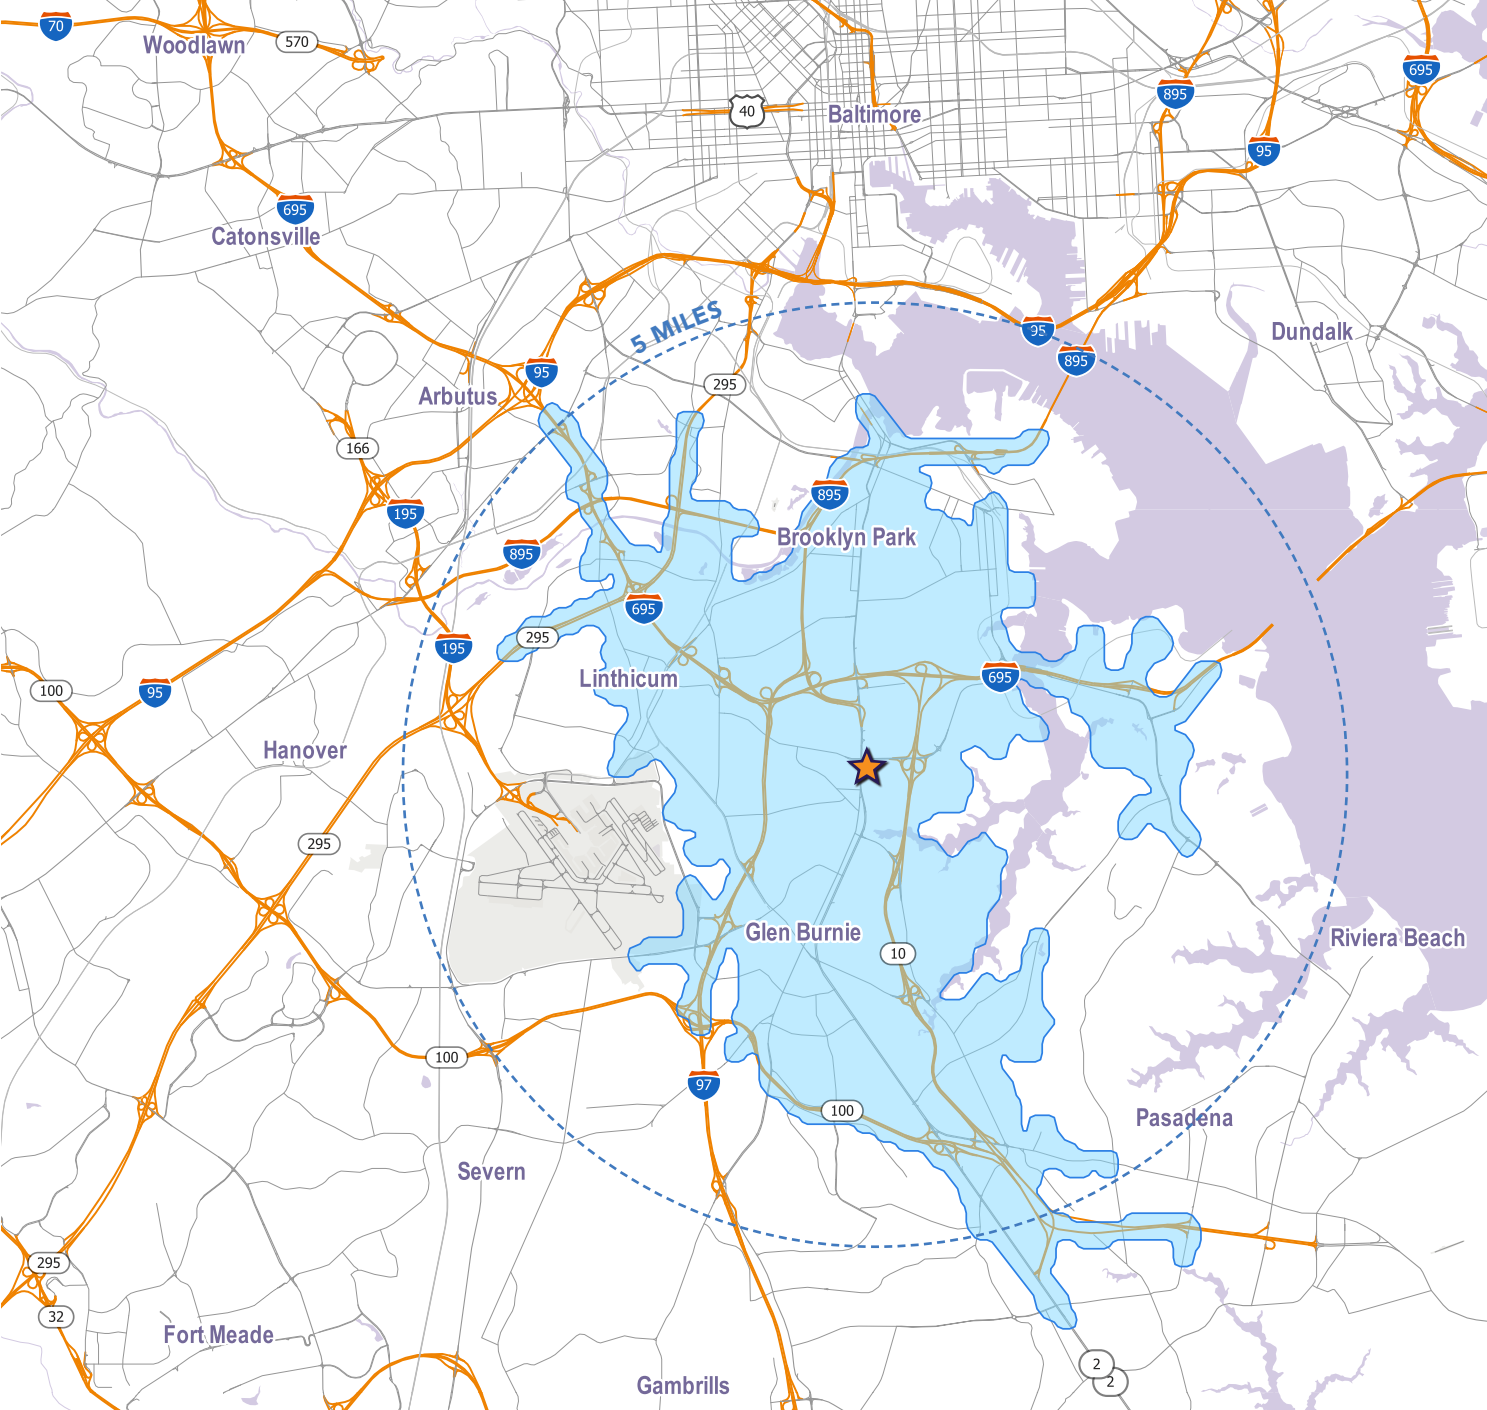 70
Woodlawn
570
695
895
40
Baltimore
95
695
Catonsville
5 MILES
95
Dundalk
895
95
295
Arbutus
166
895
195
Brooklyn Park
895
695
295
195
Linthicum
695
100
95
Hanover
295
Glen Burnie
Riviera Beach
10
100
97
100
Pasadena
Severn
295
32
Fort Meade
2
2
Gambrills